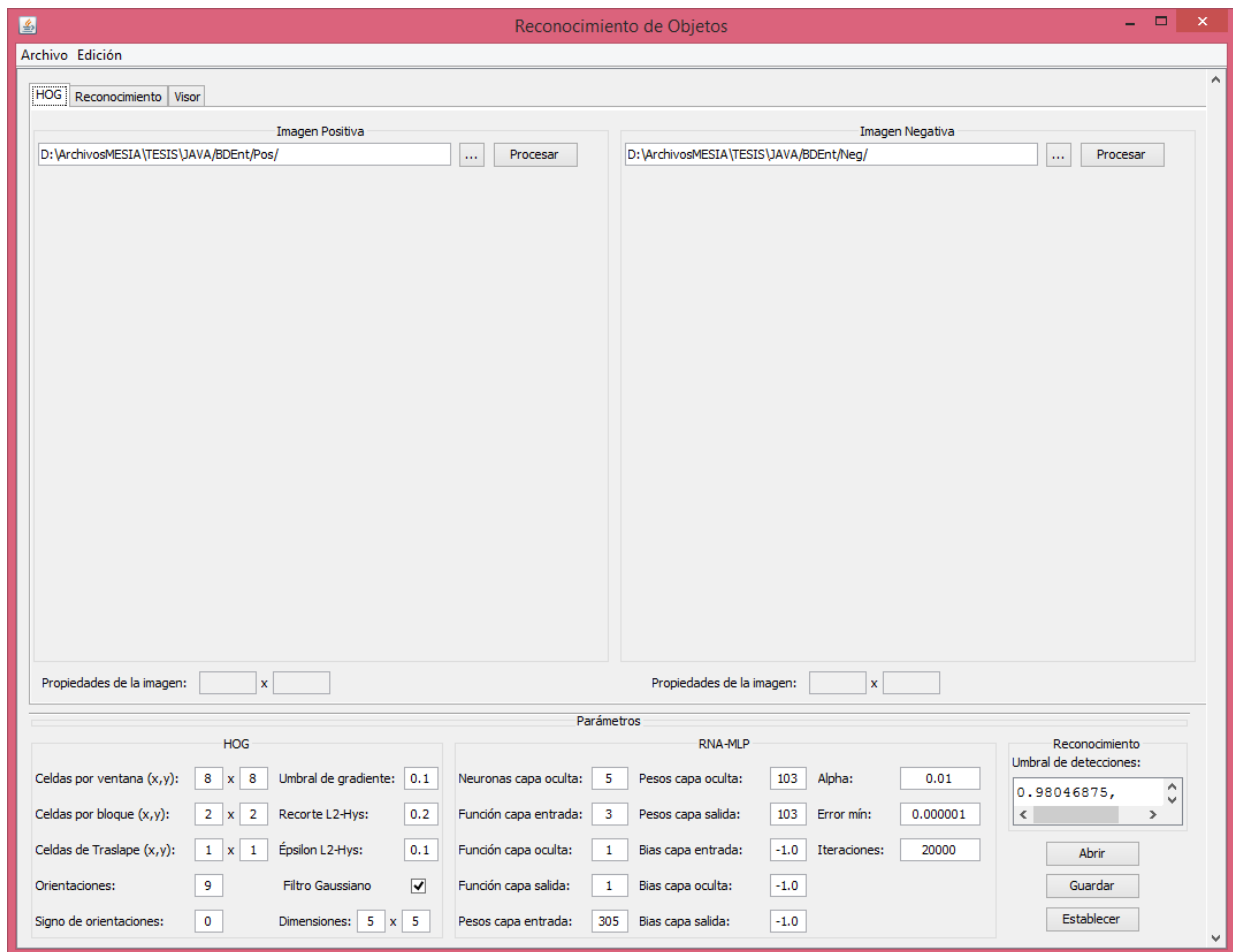 Reconocimiento de Objetos
Archivo Edición
HOG Reconocimiento Visor
Imagen Positiva Imagen Negativa
D:\ArchivosMESIA\TESIS\JAVA/BDEnt/Pos/ ... Procesar D:\ArchivosMESIA\TESIS\JAVA/BDEnt/Neg/ ... Procesar
Propiedades de la imagen: x Propiedades de la imagen: x
Parámetros
HOG RNA-MLP Reconocimiento
Umbral de detecciones:
Celdas por ventana (x,y): 8 x 8 Umbral de gradiente: 0.1 Neuronas capa oculta: 5 Pesos capa oculta: 103 Alpha: 0.01 0.98046875,
Celdas por bloque (x,y): 2 x 2 Recorte L2-Hys: 0.2 Función capa entrada: 3 Pesos capa salida: 103 Error mín: 0.000001
Celdas de Traslape (x,y): 1 x 1 Épsilon L2-Hys: 0.1 Función capa oculta: 1 Bias capa entrada: -1.0 Iteraciones: 20000 Abrir
Orientaciones: 9 Filtro Gaussiano Función capa salida: 1 Bias capa oculta: -1.0 Guardar
Signo de orientaciones: 0 Dimensiones: 5 x 5 Pesos capa entrada: 305 Bias capa salida: -1.0 Establecer